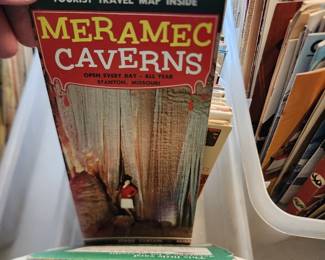 TOURIST TRAVEL MAP INSIDE
MERAMEC
CAVERNS
OPEN EVERY DAY - ALL YEAR
STANTON, MISSOURI